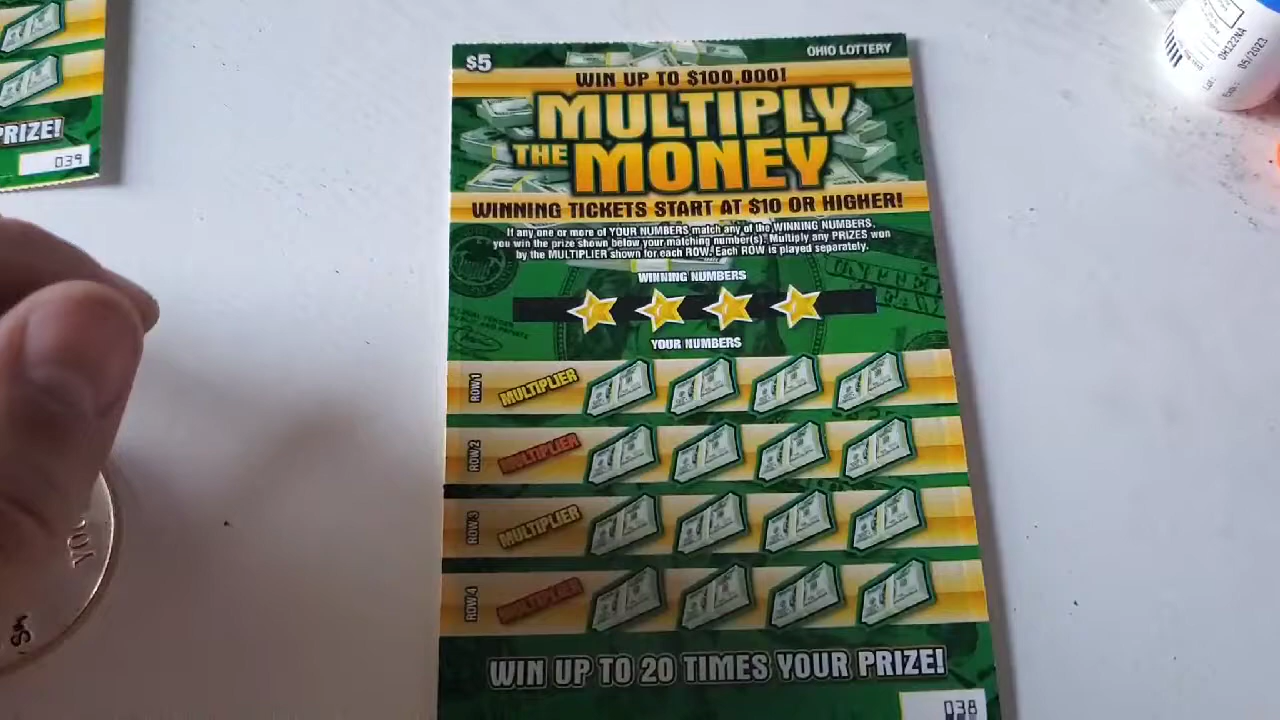 $5
OHIO LOTTERY
WIN UP TO $100,000!
MULTIPLY
THE MONEY
WINNING TICKETS START AT $10 OR HIGHER!
If any one or more of YOUR NUMBERS match any of the WINNING NUMBERS,
you win the prize shown below your matching number(s). Multiply any PRIZES won
by the MULTIPLIER shown for each ROW. Each ROW is played separately.
WINNING NUMBERS
YOUR NUMBERS
ROW 1
MULTIPLIER
ROW 2
MULTIPLIER
ROW 3
MULTIPLIER
ROW 4
MULTIPLIER
WIN UP TO 20 TIMES YOUR PRIZE!
038
PRIZE!
039
0H222NA
05/2023